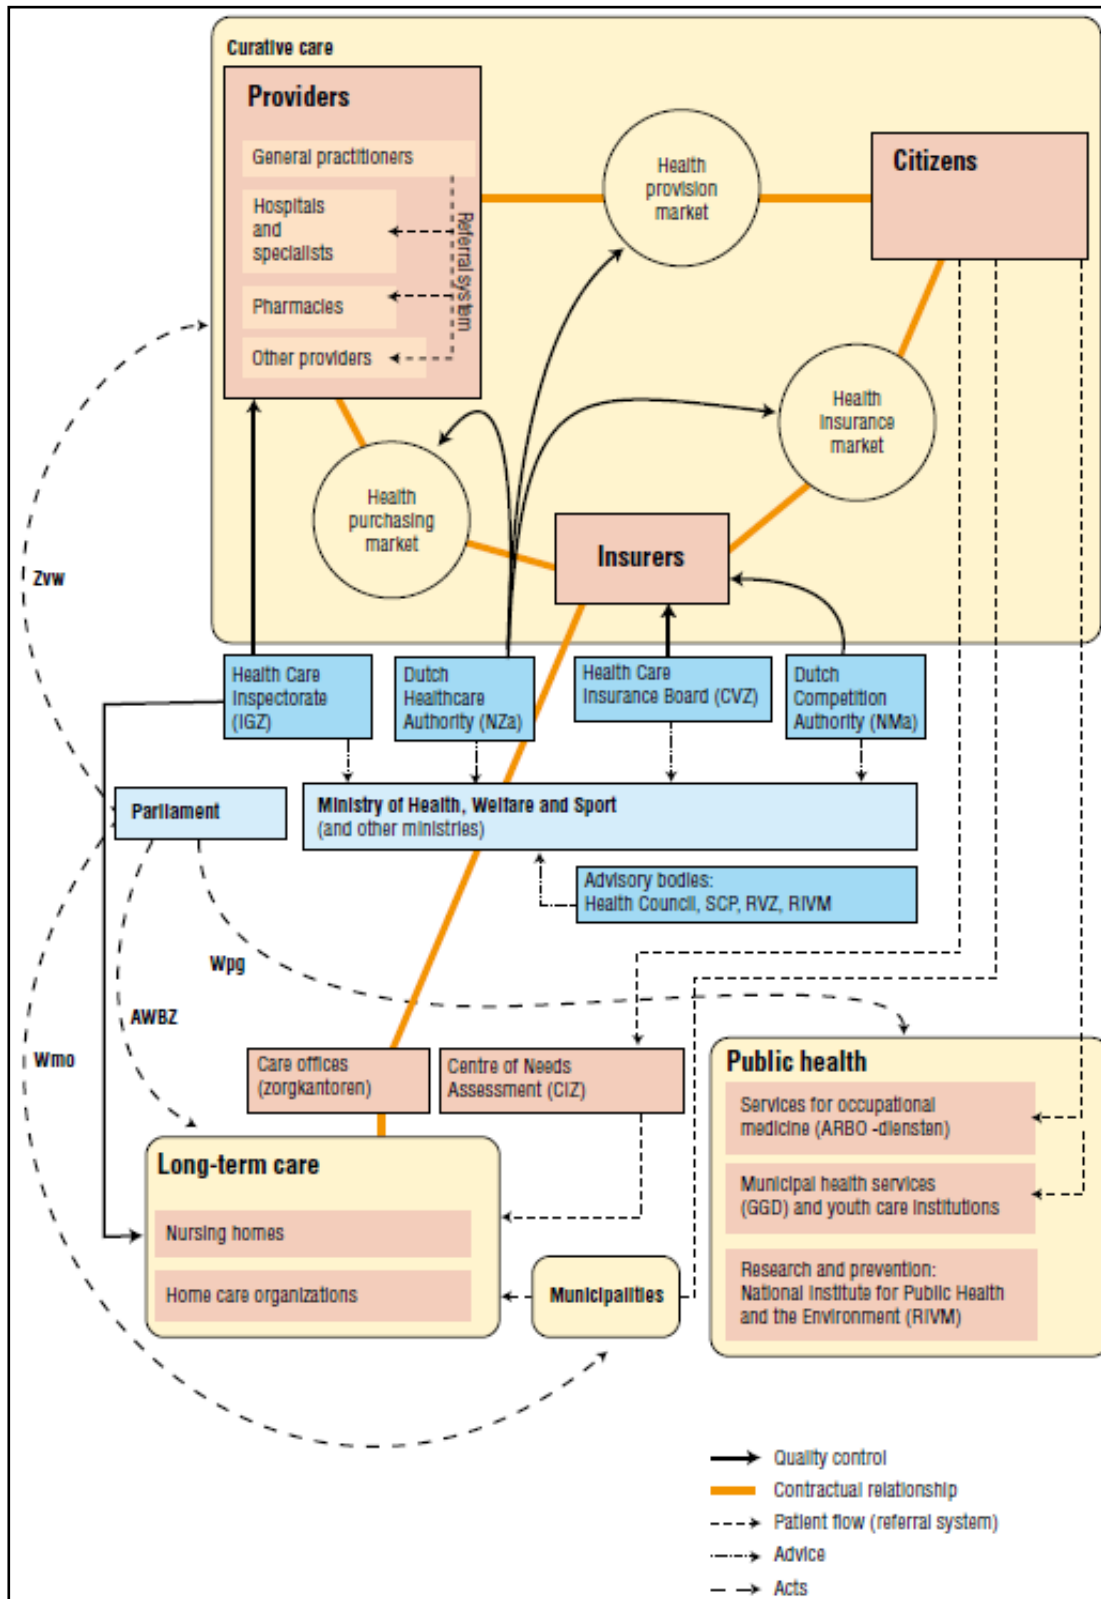 Curative care
Providers
General practitioners
Hospitals
and
specialists
Pharmacies
Other providers
Referral system
Health
provision
market
Citizens
Health
insurance
market
Health
purchasing
market
Insurers
Zvw
Health Care
Inspectorate
(IGZ)
Dutch
Healthcare
Authority (NZa)
Health Care
Insurance Board (CVZ)
Dutch
Competition
Authority (NMa)
Parliament
Ministry of Health, Welfare and Sport
(and other ministries)
Advisory bodies:
Health Council, SCP, RVZ, RIVM
Wpg
AWBZ
Wmo
Care offices
(zorgkantoren)
Centre of Needs
Assessment (CIZ)
Public health
Services for occupational
medicine (ARBO -diensten)
Municipal health services
(GGD) and youth care institutions
Research and prevention:
National Institute for Public Health
and the Environment (RIVM)
Long-term care
Nursing homes
Home care organizations
Municipalities
Quality control
Contractual relationship
Patient flow (referral system)
Advice
Acts